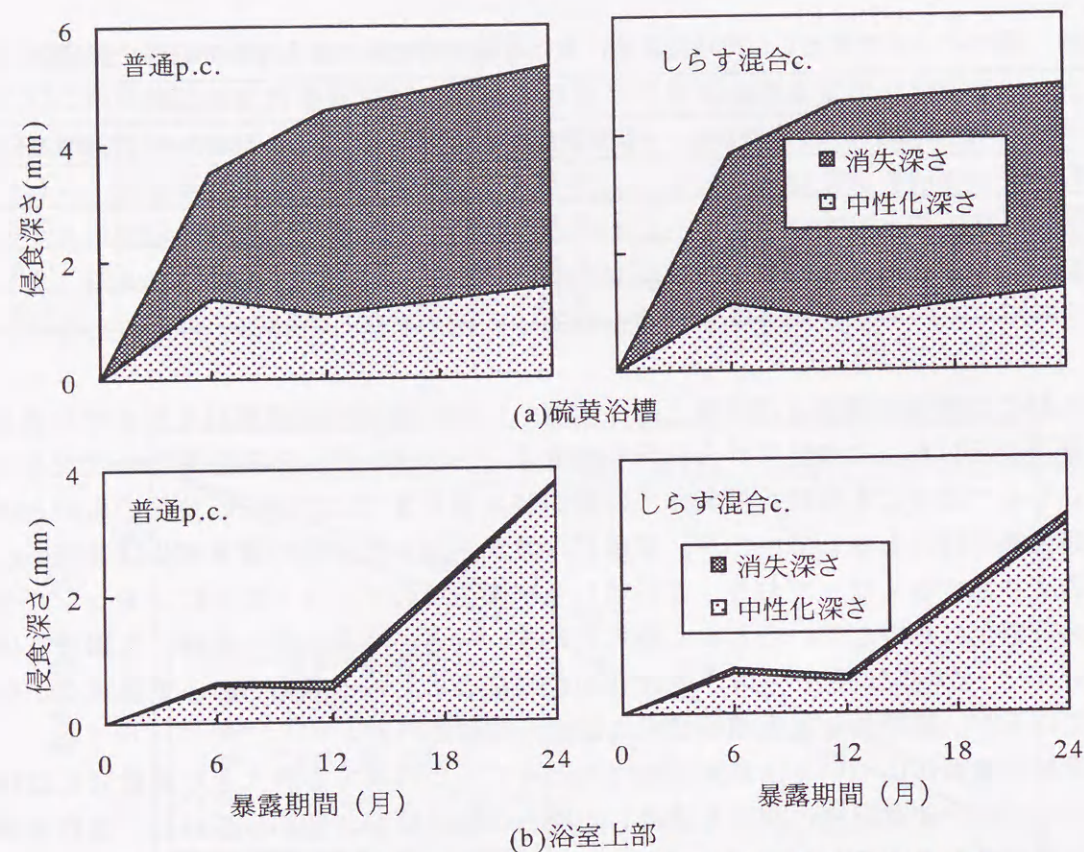 6
4
2
0
侵食深さ(mm)
普通p.c.
しらす混合c.
消失深さ
中性化深さ
(a)硫黄浴槽
4
2
0
侵食深さ(mm)
普通p.c.
しらす混合c.
消失深さ
中性化深さ
0 6 12 18 24
0 6 12 18 24
暴露期間（月）
暴露期間（月）
(b)浴室上部